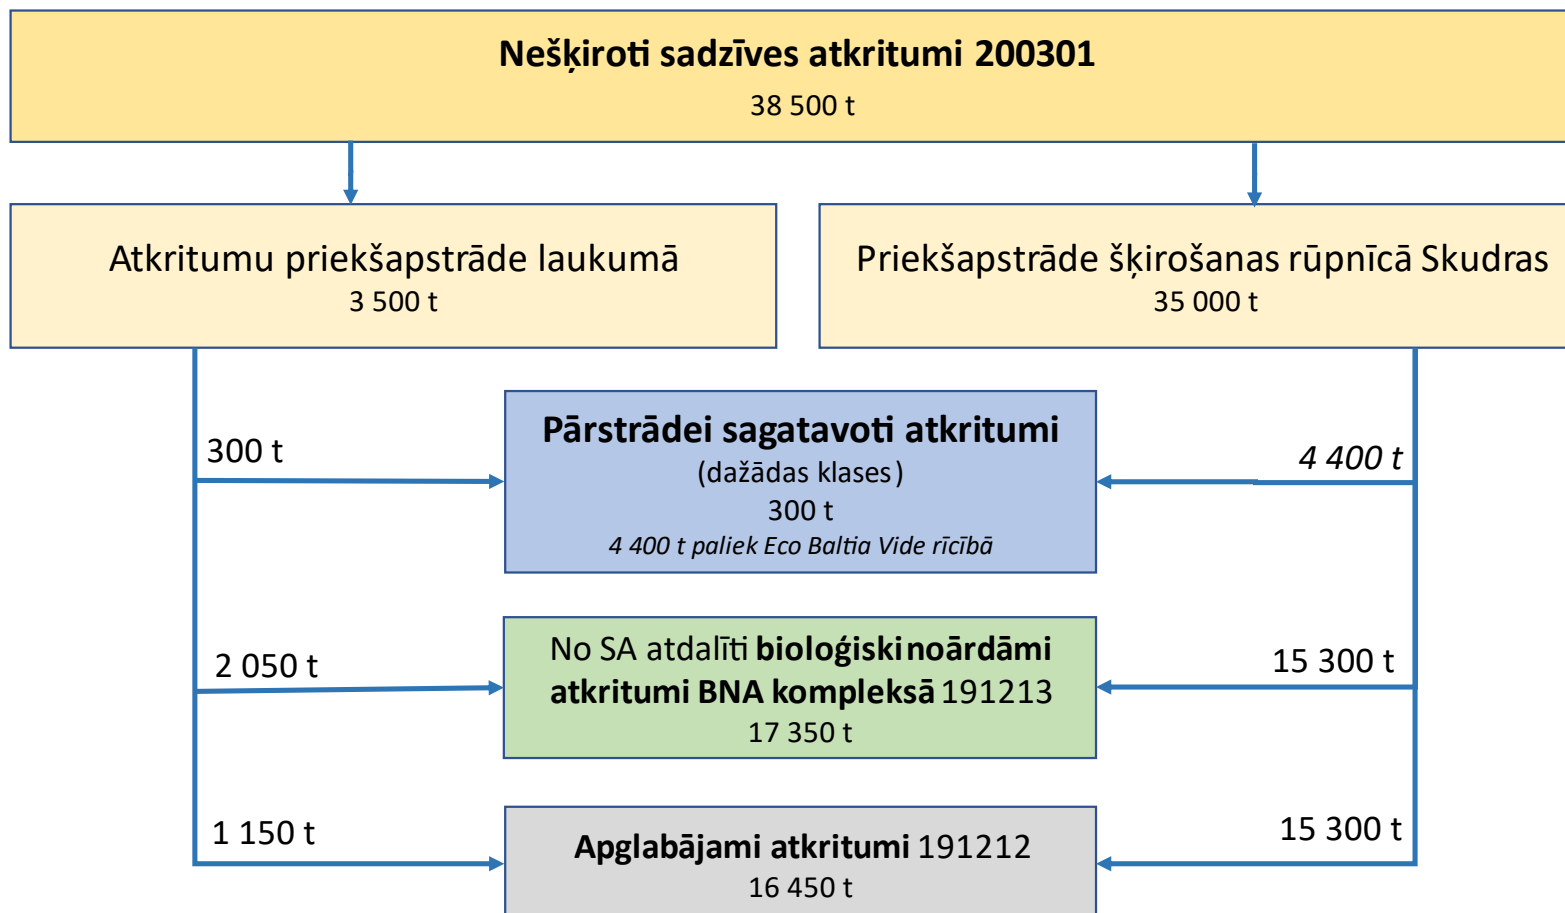 Nešķiroti sadzīves atkritumi 200301
38 500 t
Atkritumu priekšapstrāde laukumā
3 500 t
Priekšapstrāde šķirošanas rūpnīcā Skudras
35 000 t
300 t
Pārstrādei sagatavoti atkritumi
(dažādas klases)
300 t
4 400 t paliek Eco Baltia Vide rīcībā
4 400 t
2 050 t
No SA atdalīti bioloģiski noārdāmi
atkritumi BNA kompleksā 191213
17 350 t
15 300 t
1 150 t
Apglabājami atkritumi 191212
16 450 t
15 300 t